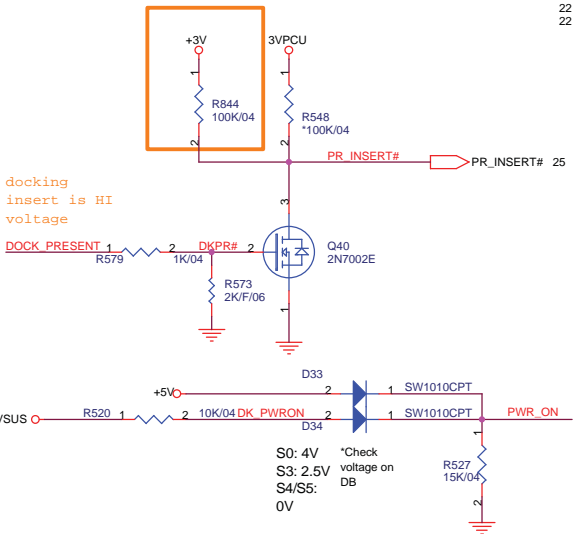 22
22
+3V
3VPCU
1
1
R844
100K/04
R548
*100K/04
2
2
PR_INSERT#
PR_INSERT# 25
docking
insert is HI
voltage
3
DOCK_PRESENT
1
2
DKPR#
2
Q40
2N7002E
R579
1K/04
R573
2K/F/06
1
D33
+5V
2
1
SW1010CPT
/SUS
R520
1
2
10K/04
DK_PWRON
2
1
SW1010CPT
PWR_ON
D34
1
S0: 4V
S3: 2.5V
S4/S5:
0V
*Check
voltage on
DB
R527
15K/04
2